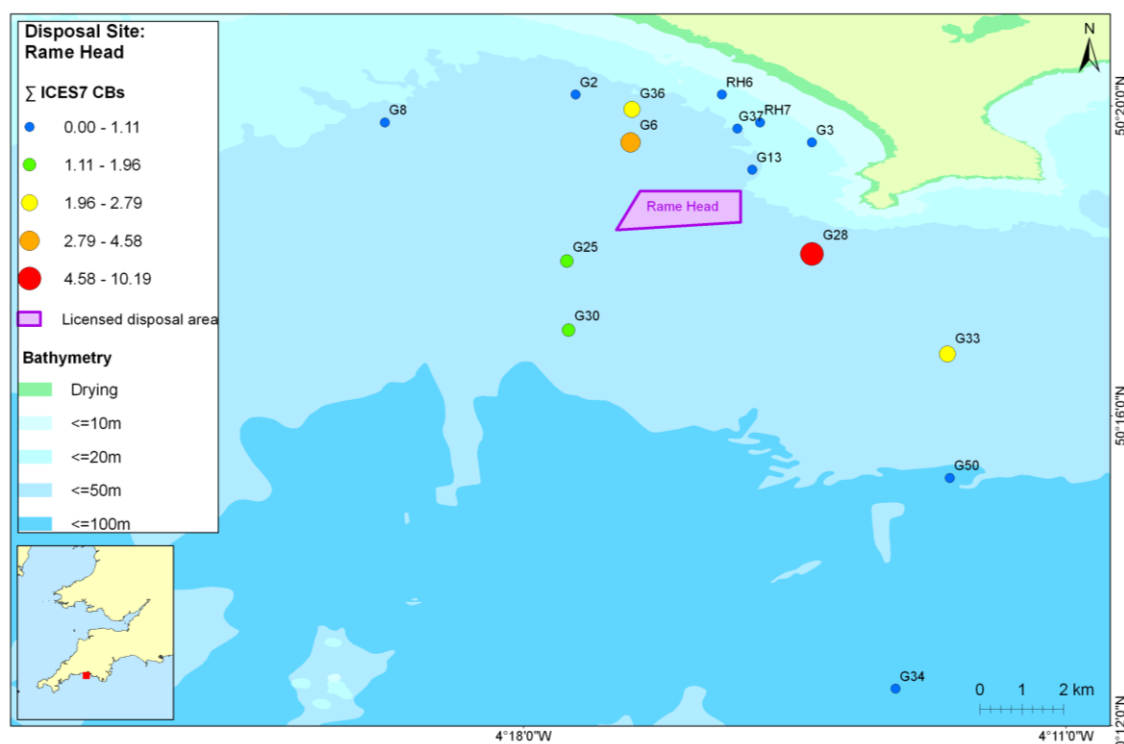 Disposal Site:
Rame Head
∑ ICES7 CBs
0.00 - 1.11
1.11 - 1.96
1.96 - 2.79
2.79 - 4.58
4.58 - 10.19
Licensed disposal area
Bathymetry
Drying
<=10m
<=20m
<=50m
<=100m
N
G2
RH6
G36
G8
G6
G37
RH7
G3
G13
Rame Head
G28
G25
G30
G33
G50
G34
0 1 2 km
50°20'0"N
50°16'0"N
50°12'0"N
4°18'0"W
4°11'0"W